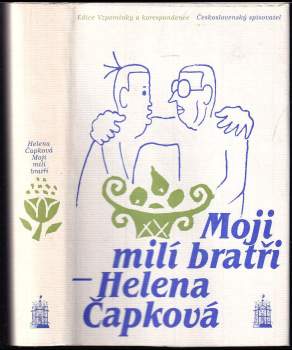 Edice Vzpomínky a korespondence Československý spisovatel
Helena
Čapková
Moji
milí
bratři
Moji
milí bratři
– Helena
Čapková